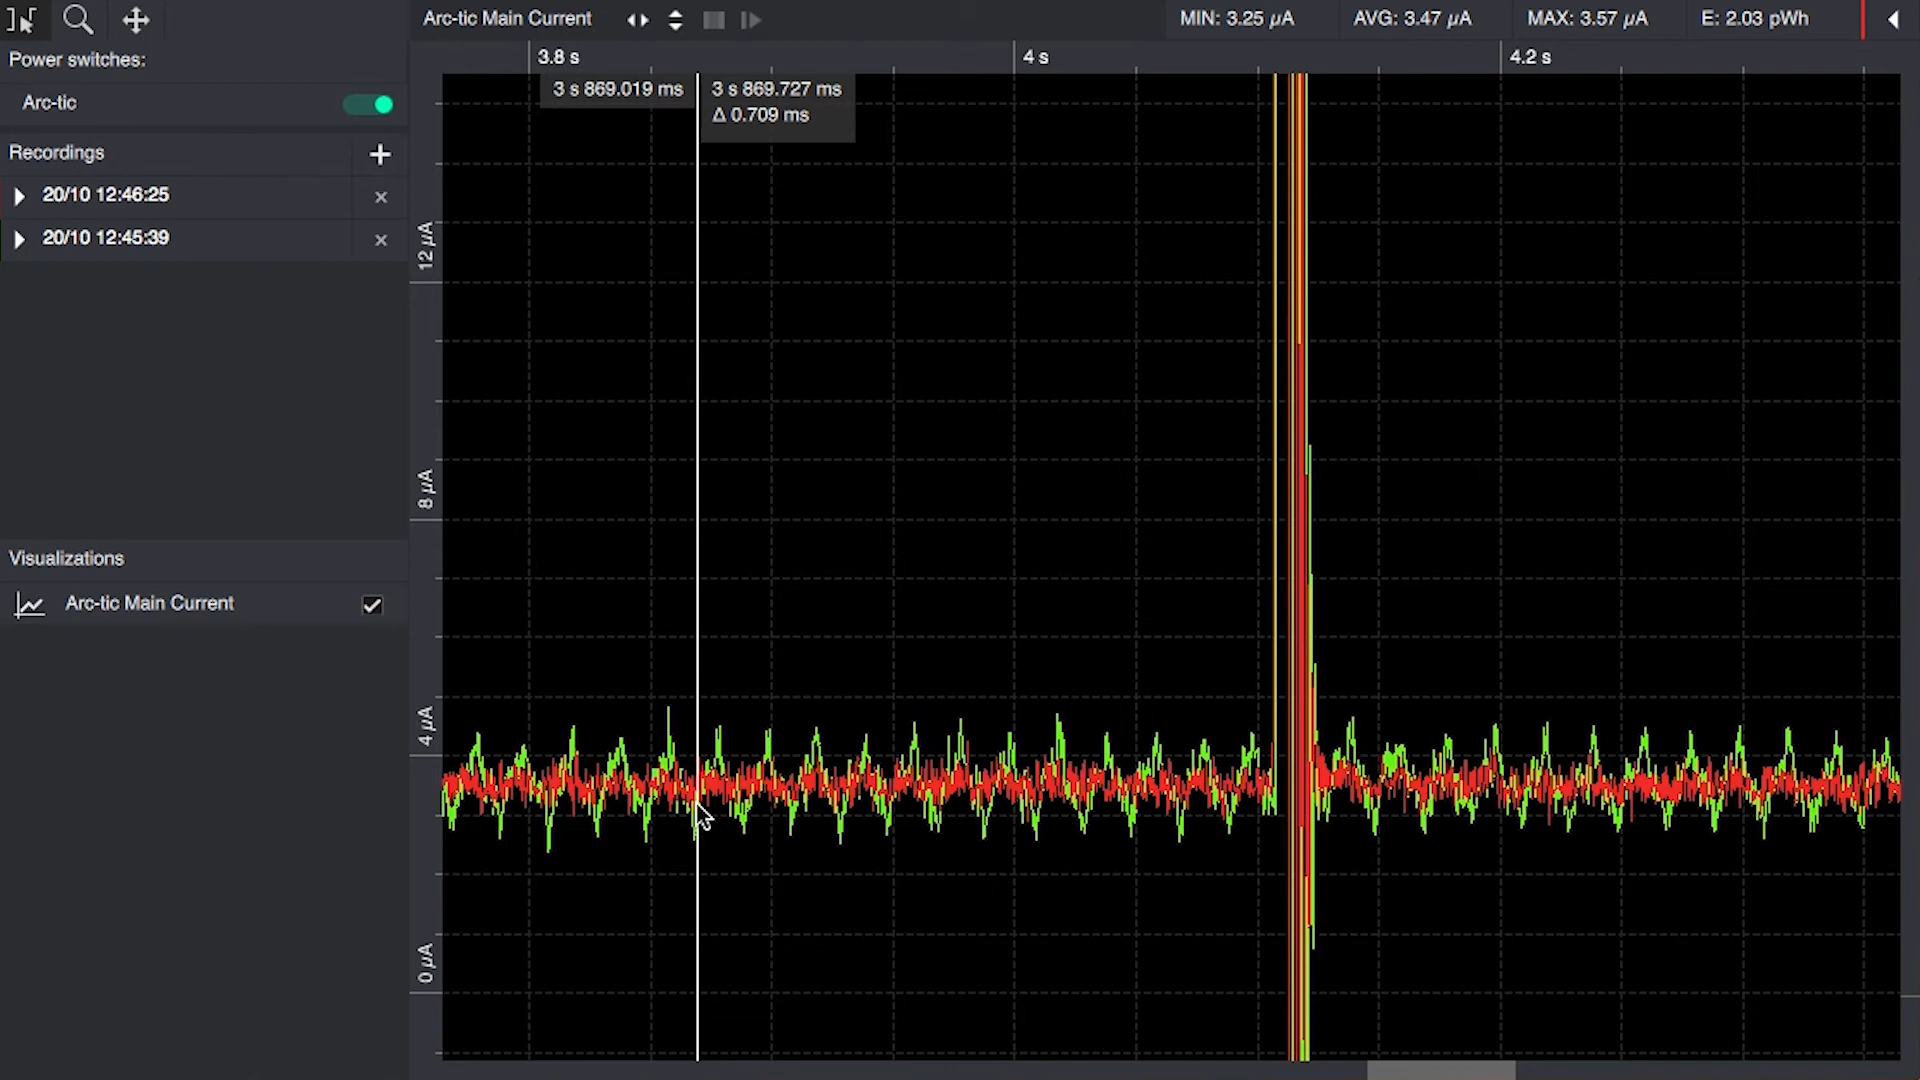 Arc-tic Main Current
MIN: 3.25 µA
AVG: 3.47 µA
MAX: 3.57 µA
E: 2.03 pWh
Power switches:
Arc-tic
Recordings
20/10 12:46:25
20/10 12:45:39
Visualizations
Arc-tic Main Current
3.8 s
4 s
4.2 s
3 s 869.019 ms
3 s 869.727 ms
Δ 0.709 ms
12 µA
8 µA
4 µA
0 µA